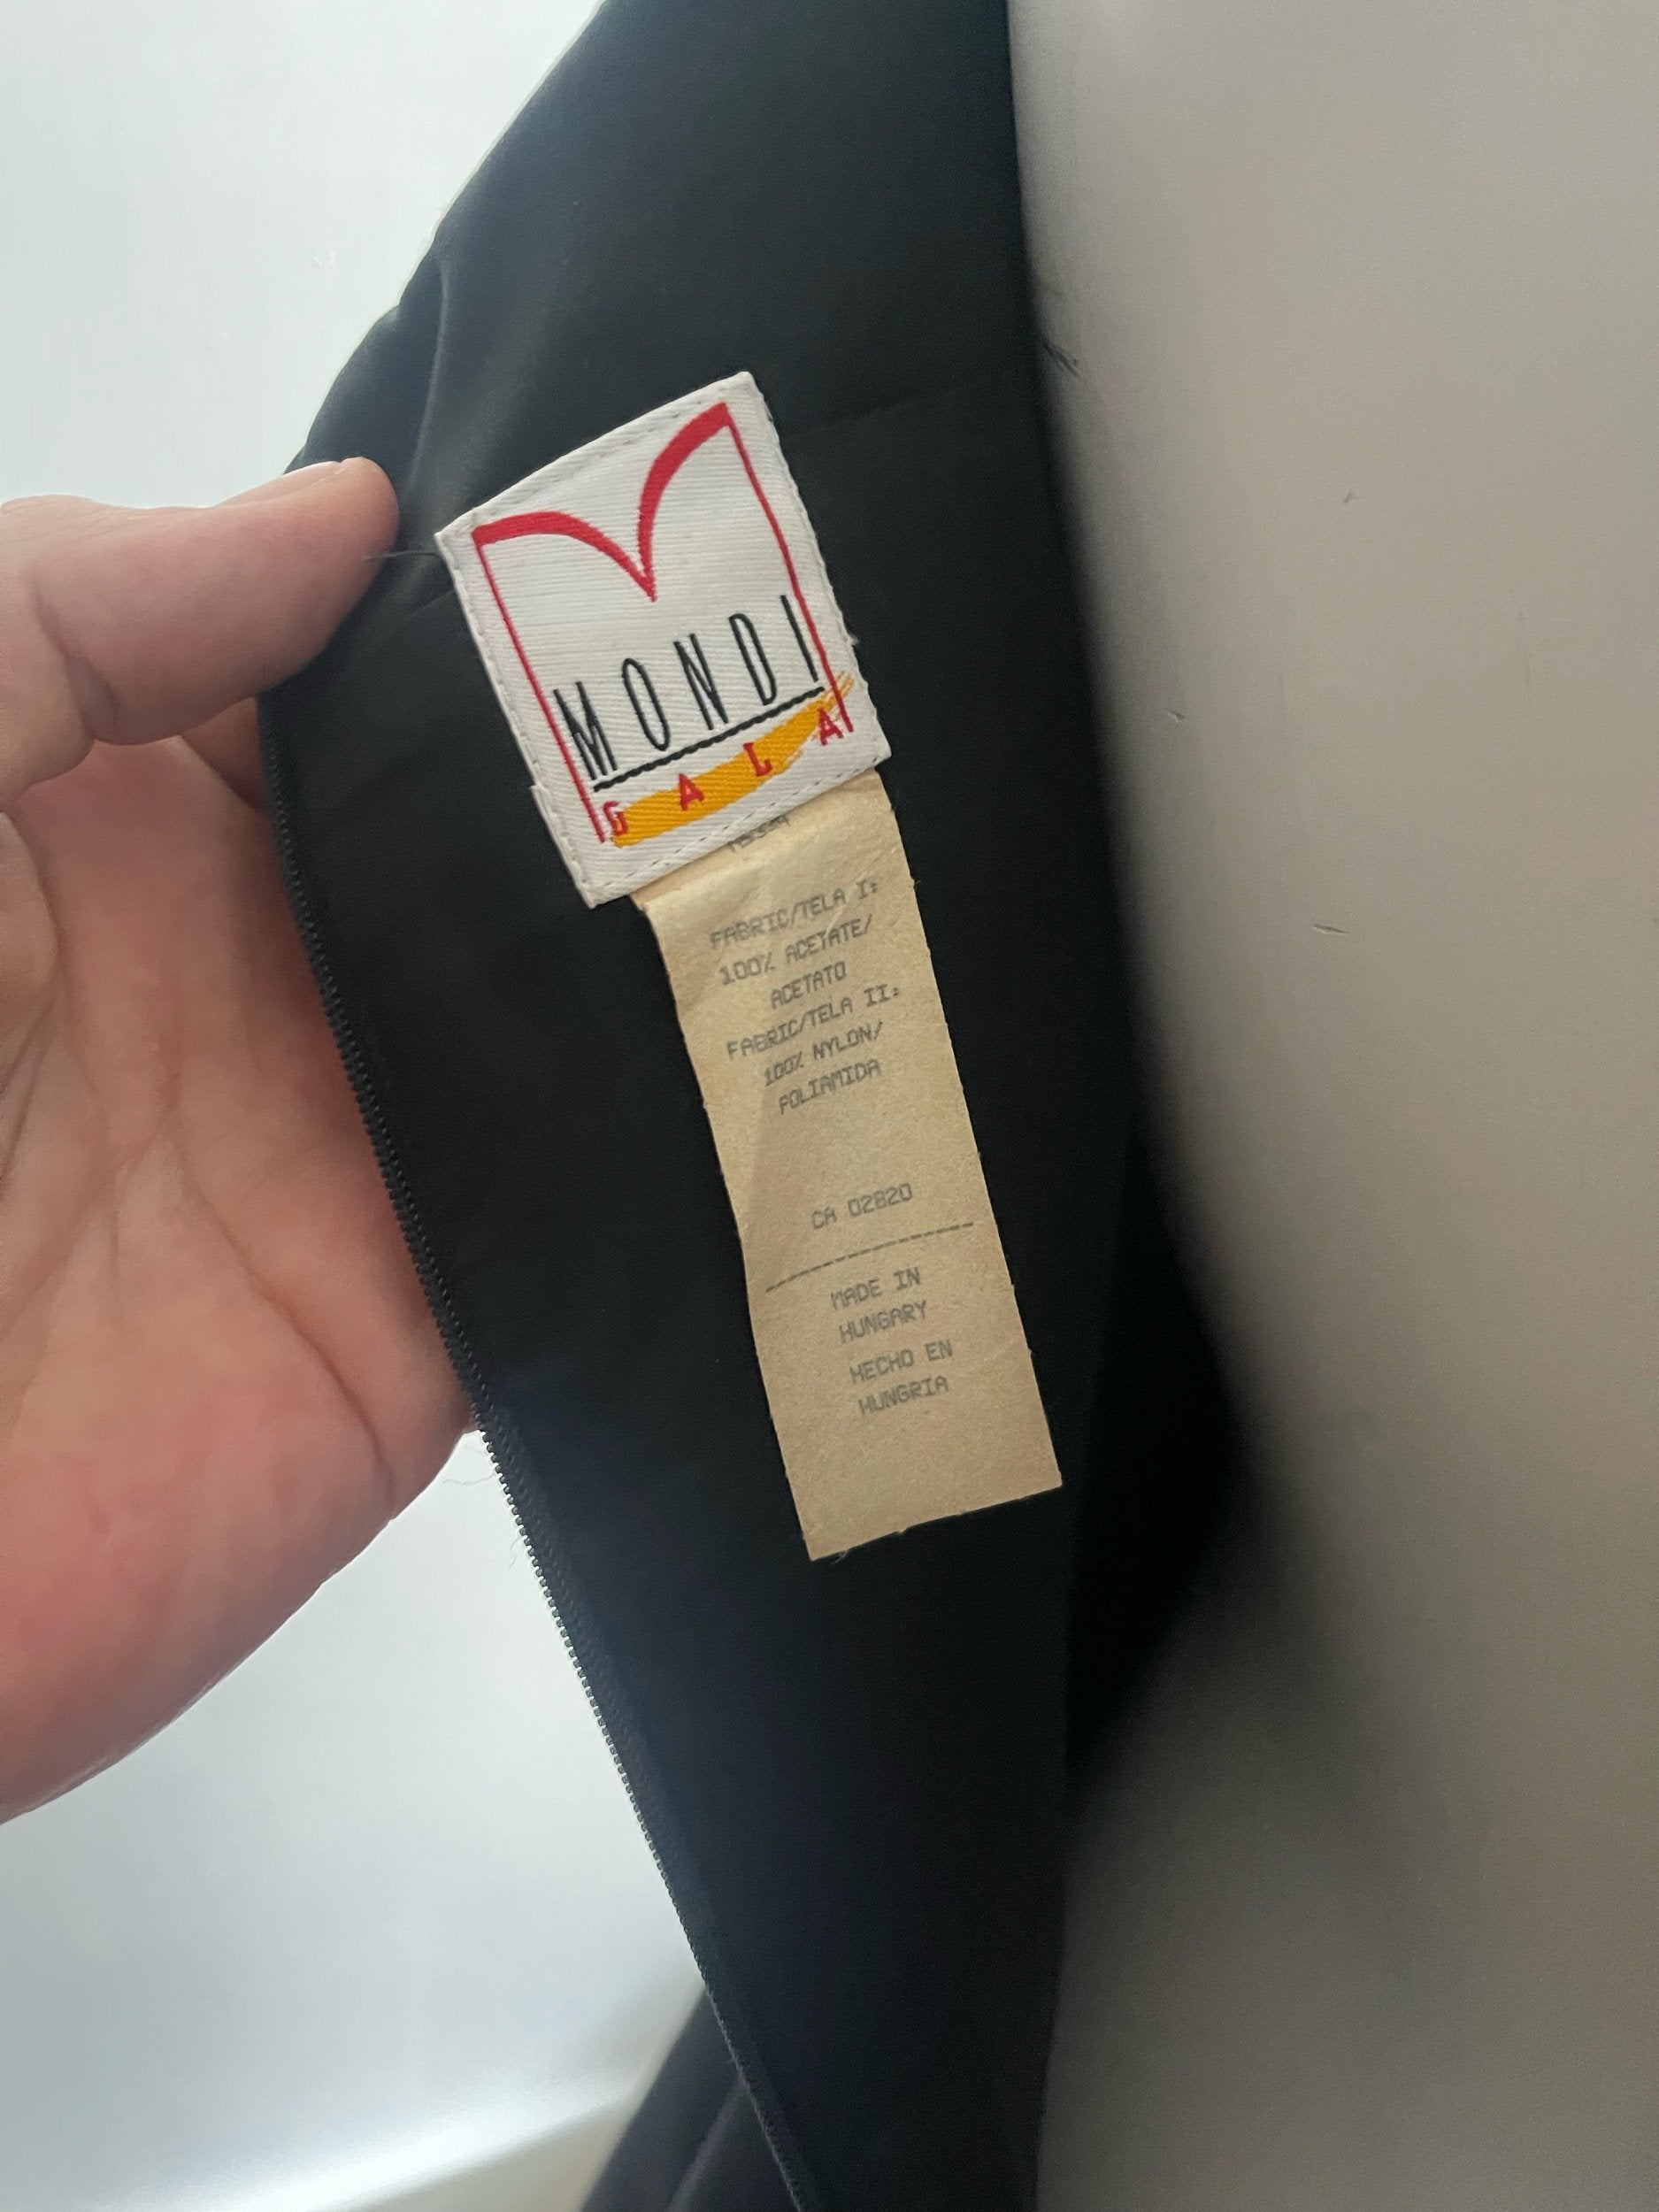 MONDI
GALA
FABRIC/TELA I:
100% ACETATE/
ACETATO
FABRIC/TELA II:
100% NYLON/
POLIAMIDA
CA 02820
MADE IN
HUNGARY
HECHO EN
HUNGRIA